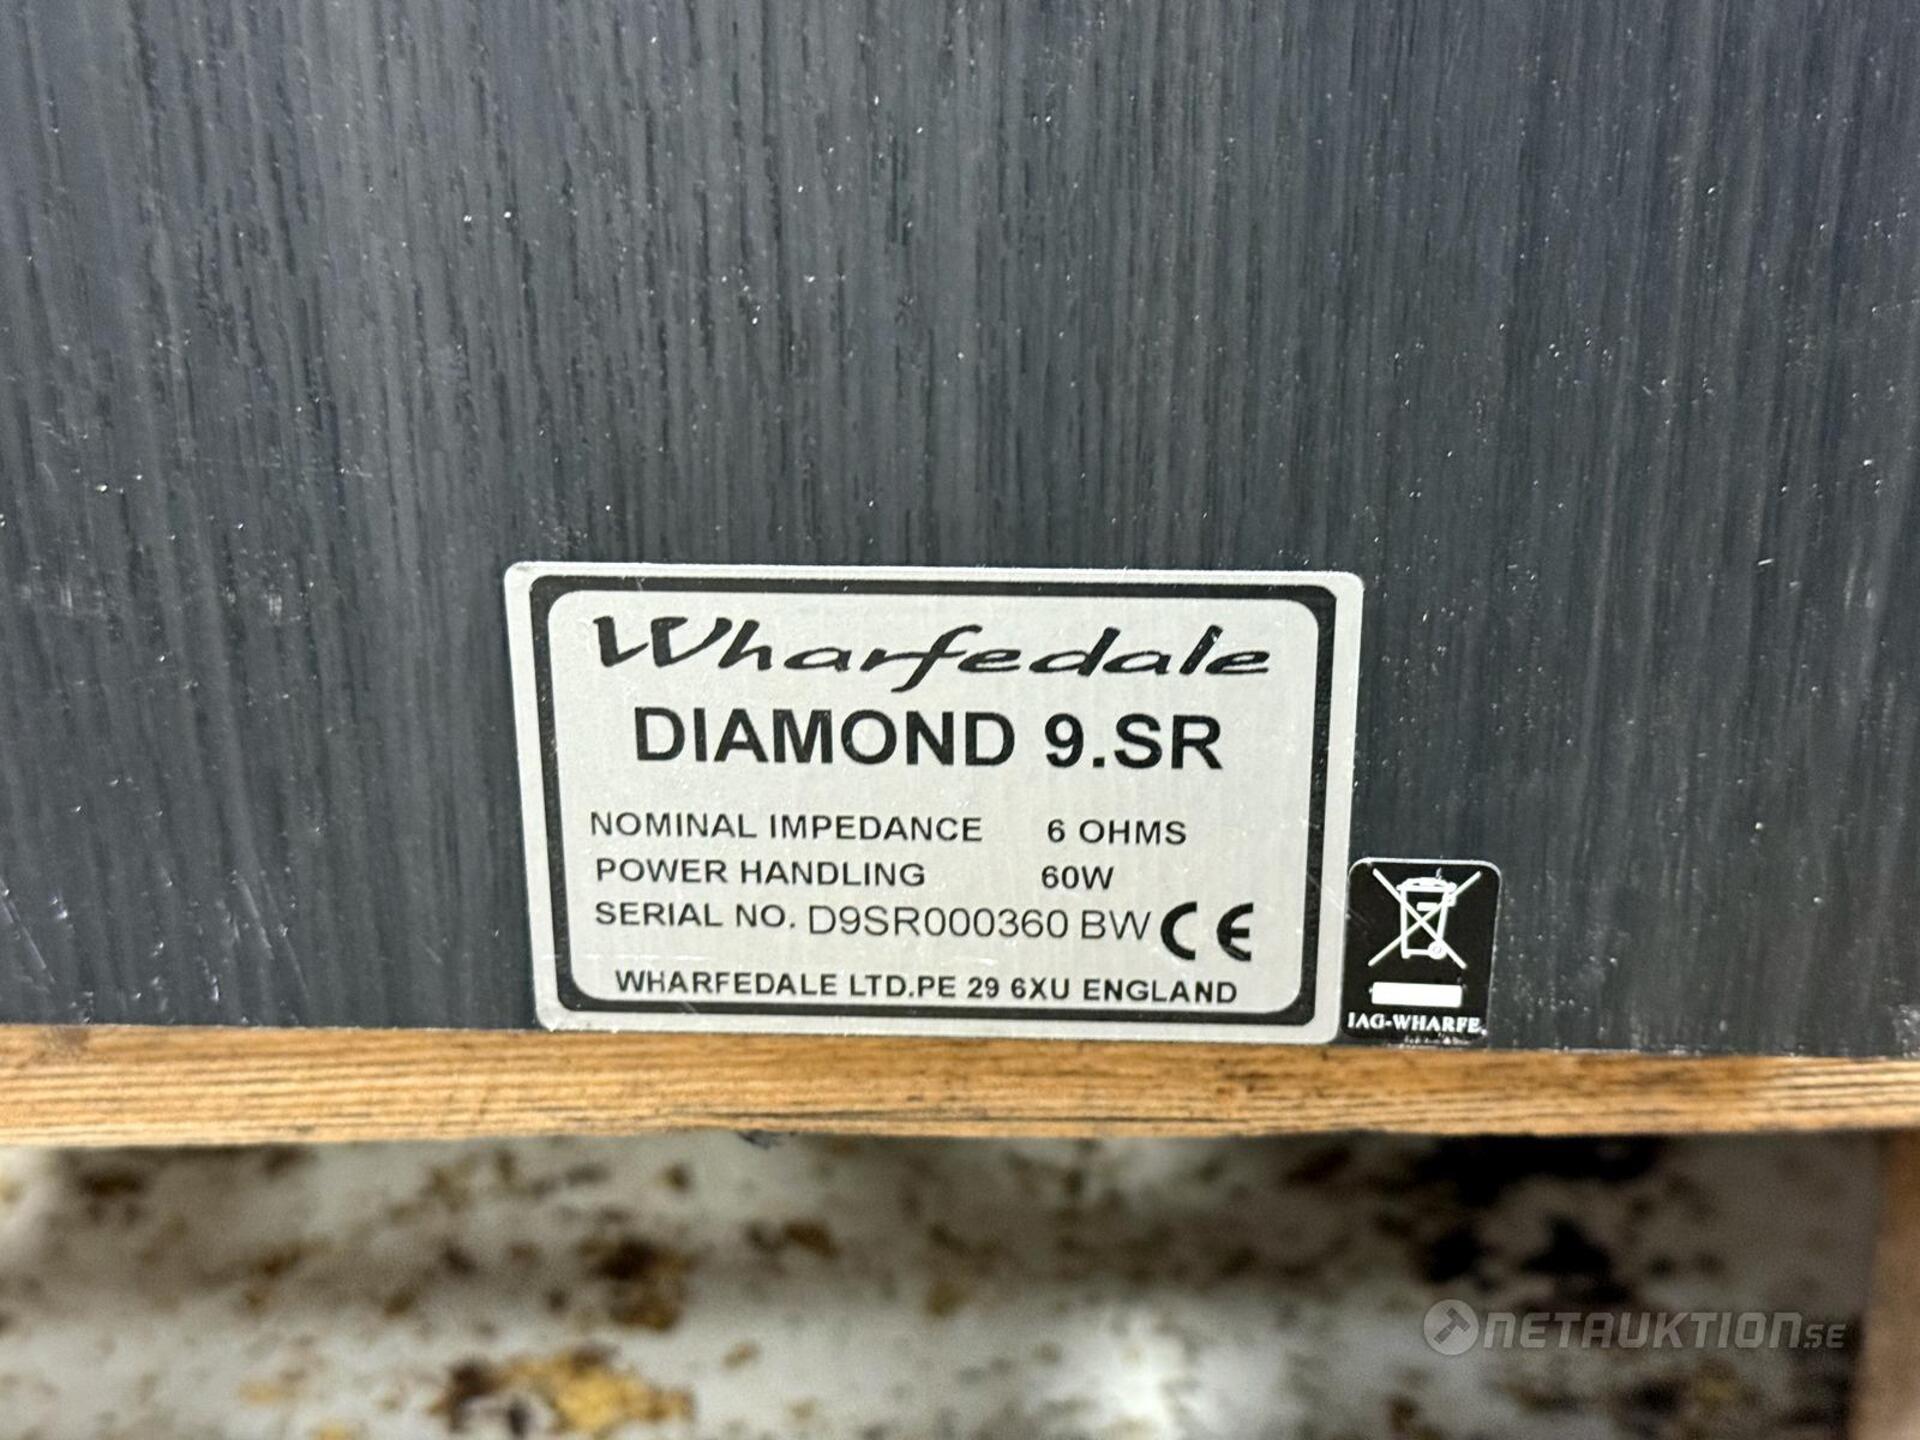 Wharfedale
DIAMOND 9.SR
NOMINAL IMPEDANCE 6 OHMS
POWER HANDLING 60W
SERIAL NO. D9SR000360 BW CE
WHARFEDALE LTD.PE 29 6XU ENGLAND
IAG-WHARFE.
NETAUKTION.SE